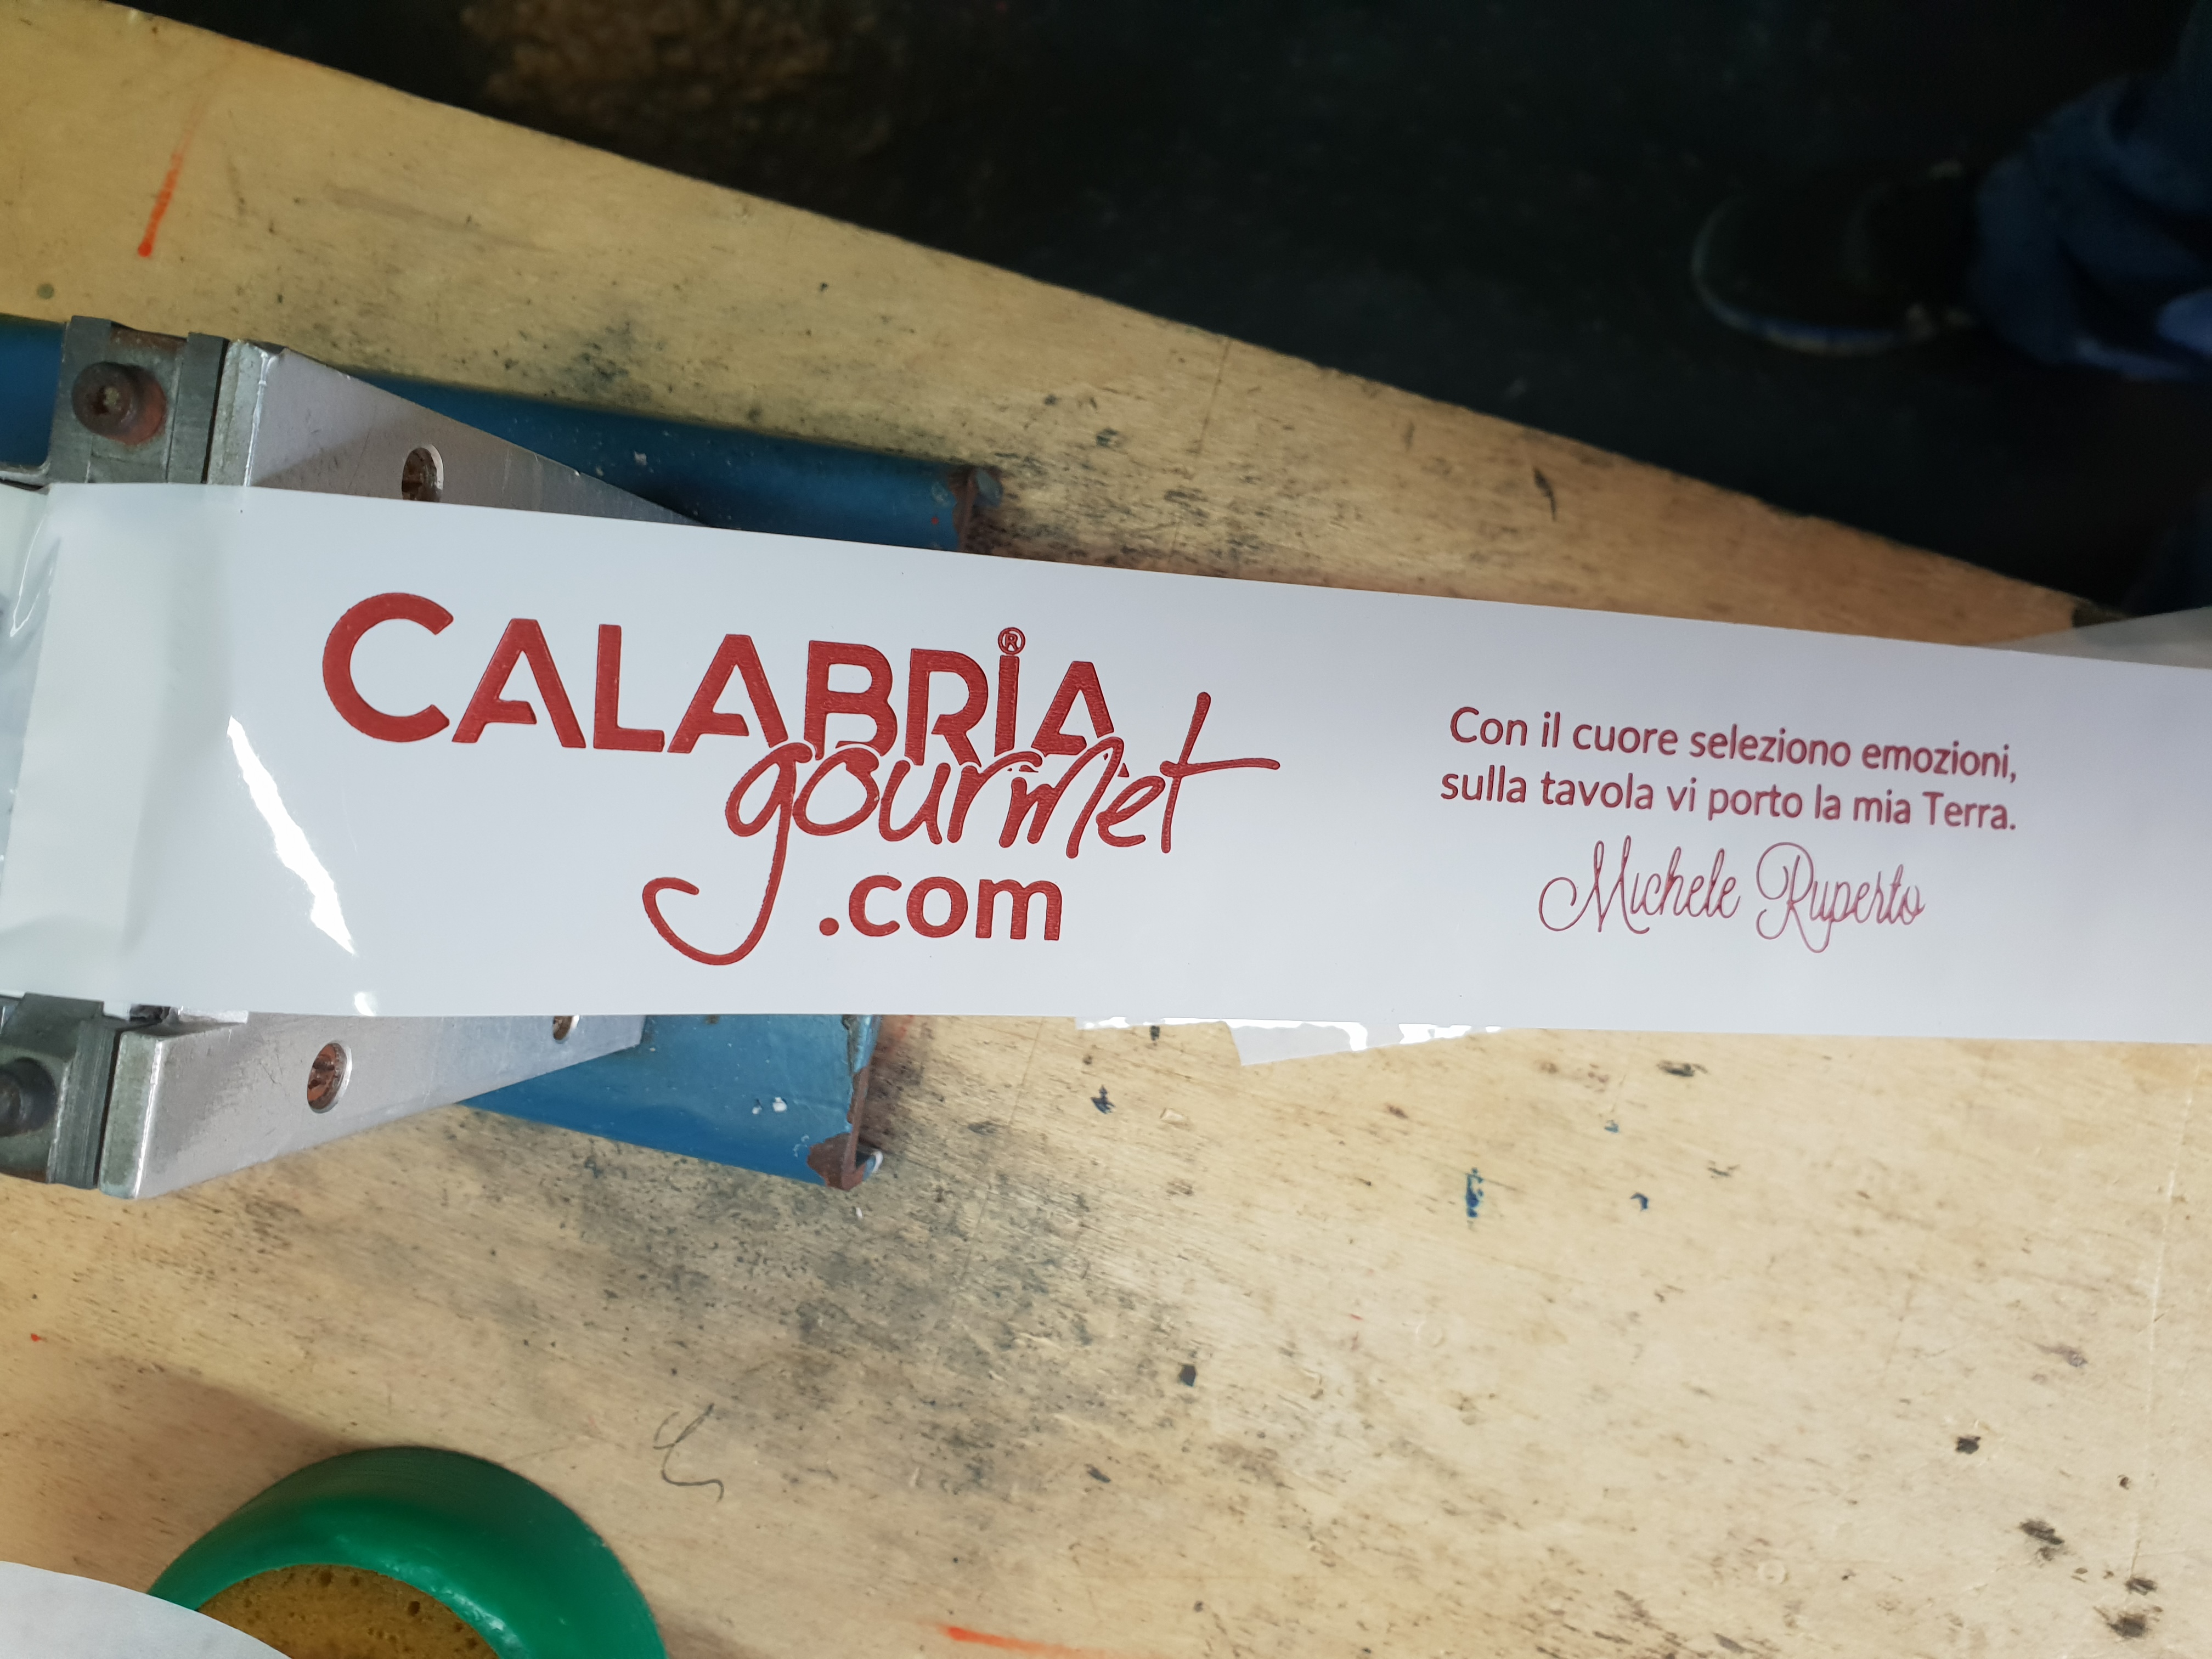 CALABRIA®
gourmet
.com
Con il cuore seleziono emozioni,
sulla tavola vi porto la mia Terra.
Michele Ruperto